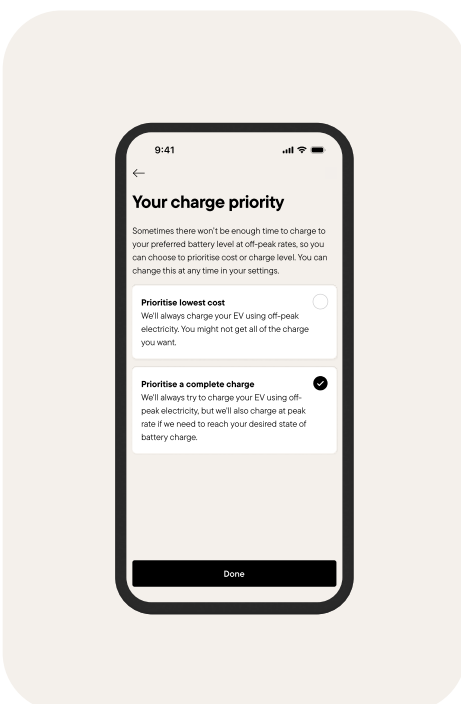 9:41
Your charge priority
Sometimes there won't be enough time to charge to
your preferred battery level at off-peak rates, so you
can choose to prioritise cost or charge level. You can
change this at any time in your settings.
Prioritise lowest cost
We'll always charge your EV using off-peak
electricity. You might not get all of the charge
you want.
Prioritise a complete charge
We'll always try to charge your EV using off-
peak electricity, but we'll also charge at peak
rate if we need to reach your desired state of
battery charge.
Done